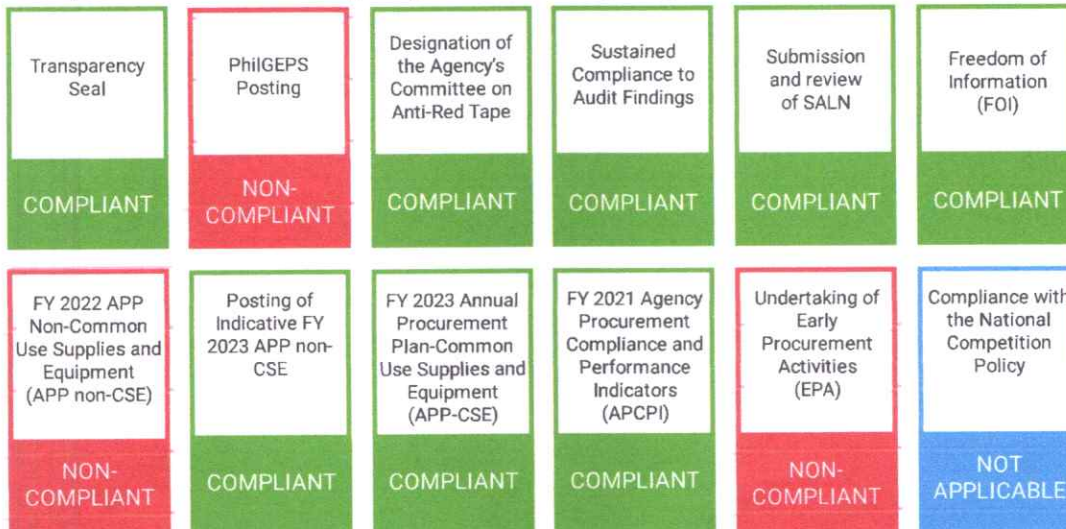 Transparency
Seal
COMPLIANT
PhilGEPS
Posting
NON-
COMPLIANT
Designation of
the Agency's
Committee on
Anti-Red Tape
COMPLIANT
Sustained
Compliance to
Audit Findings
COMPLIANT
Submission
and review
of SALN
COMPLIANT
Freedom of
Information
(FOI)
COMPLIANT
FY 2022 APP
Non-Common
Use Supplies and
Equipment
(APP non-CSE)
NON-
COMPLIANT
Posting of
Indicative FY
2023 APP non-
CSE
COMPLIANT
FY 2023 Annual
Procurement
Plan-Common
Use Supplies and
Equipment
(APP-CSE)
COMPLIANT
FY 2021 Agency
Procurement
Compliance and
Performance
Indicators
(APCPI)
COMPLIANT
Undertaking of
Early
Procurement
Activities
(EPA)
NON-
COMPLIANT
Compliance with
the National
Competition
Policy
NOT
APPLICABLE